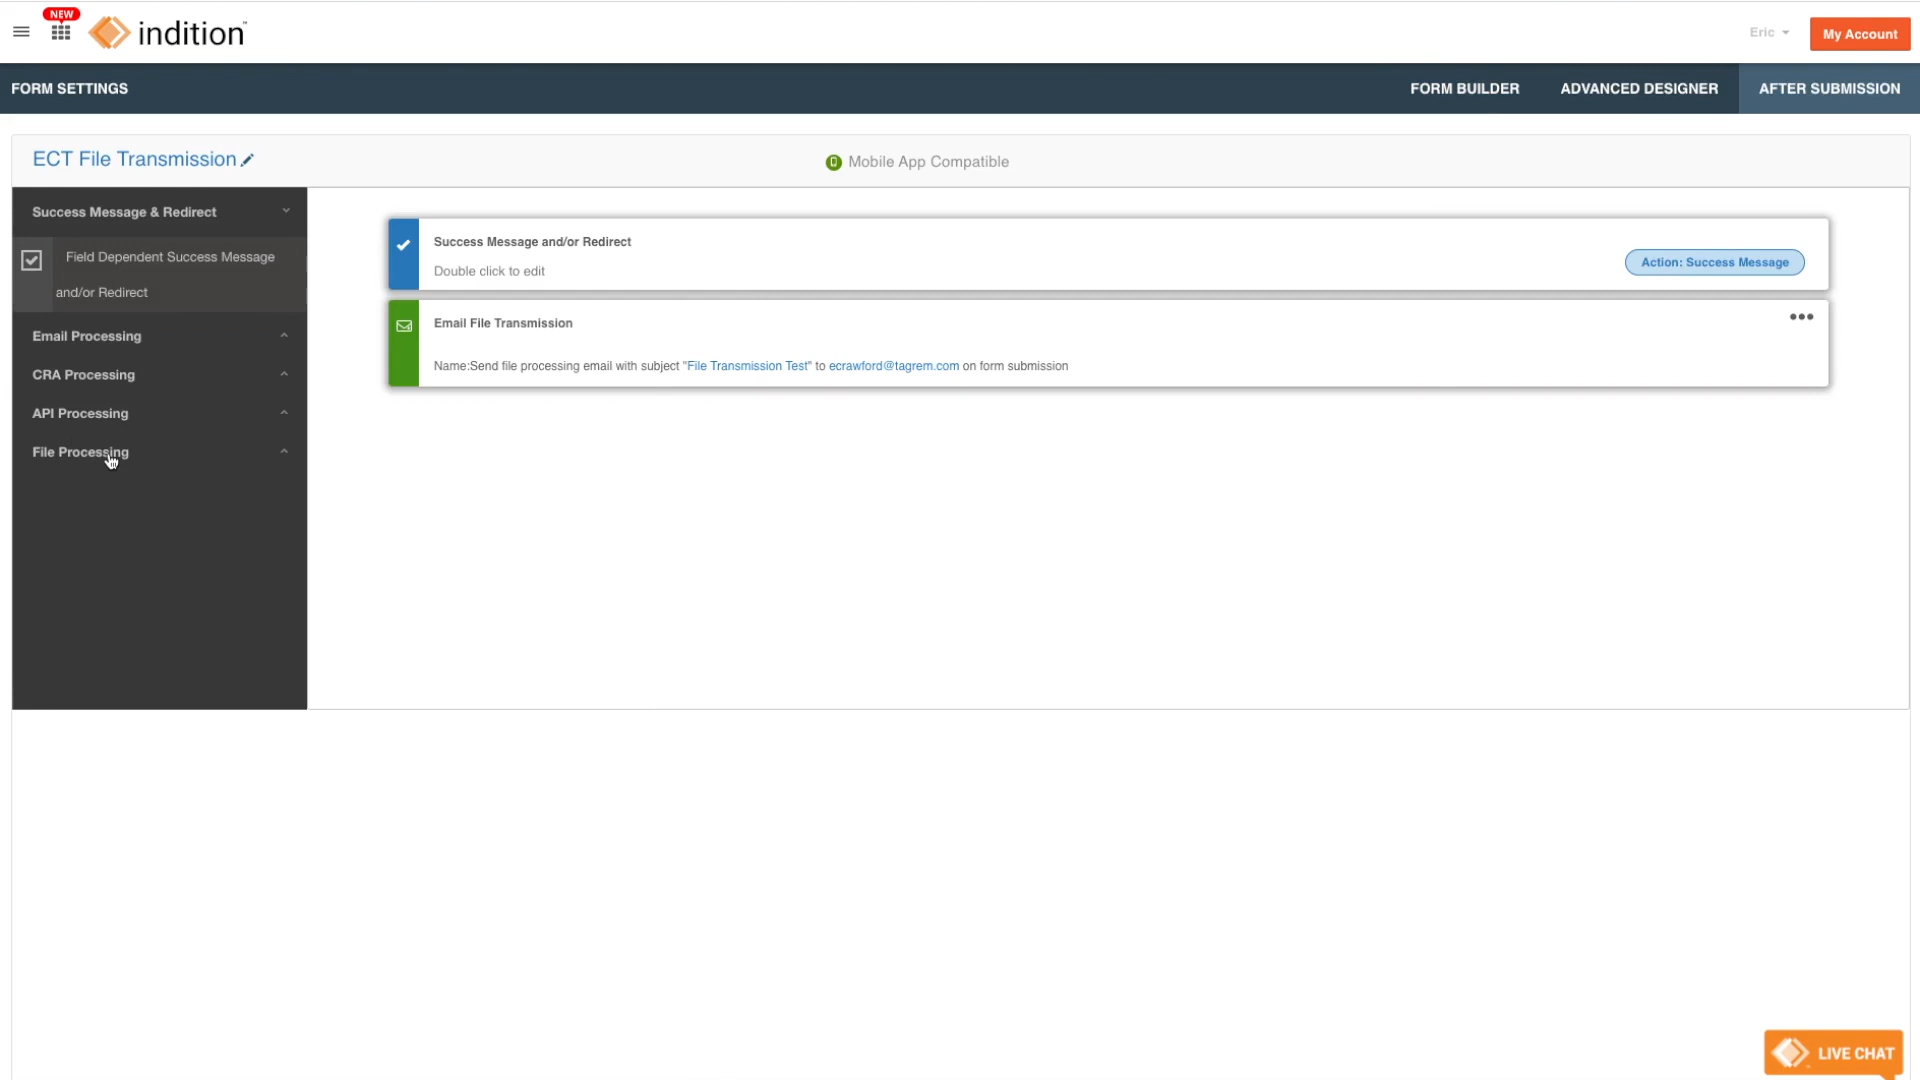 NEW
indition™
Eric
My Account
FORM SETTINGS
FORM BUILDER
ADVANCED DESIGNER
AFTER SUBMISSION
ECT File Transmission
Mobile App Compatible
Success Message & Redirect
Field Dependent Success Message
and/or Redirect
Email Processing
CRA Processing
API Processing
File Processing
Success Message and/or Redirect
Double click to edit
Action: Success Message
Email File Transmission
Name:Send file processing email with subject "File Transmission Test" to ecrawford@tagrem.com on form submission
LIVE CHAT